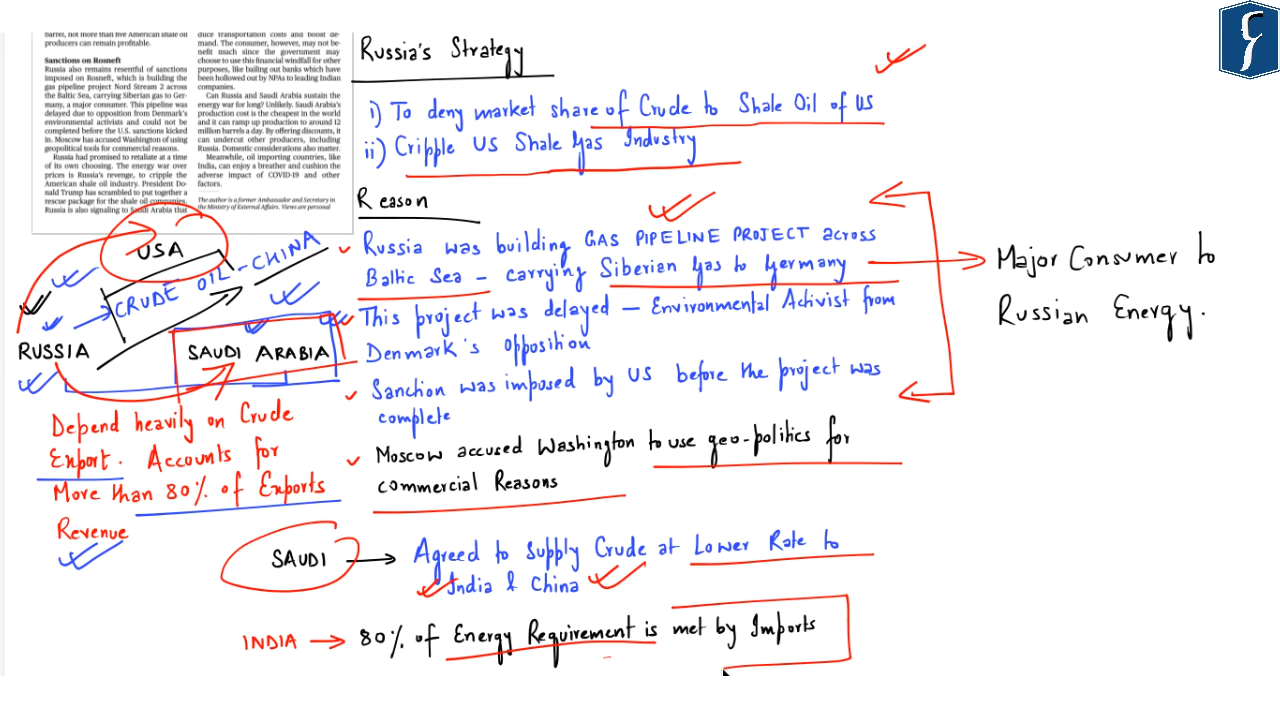 barrel, not more than five American shale oil
producers can remain profitable.
Sanctions on Rosneft
Russia also remains resentful of sanctions
imposed on Rosneft, which is building the
gas pipeline project Nord Stream 2 across
the Baltic Sea, carrying Siberian gas to Ger-
many, a major consumer. This pipeline was
delayed due to opposition from Denmark's
environmental activists and could not be
completed before the U.S. sanctions kicked
in. Moscow has accused Washington of using
geopolitical tools for commercial reasons.
Russia had promised to retaliate at a time
of its own choosing. The energy war over
prices is Russia's revenge, to cripple the
American shale oil industry. President Do-
nald Trump has scrambled to put together a
rescue package for the shale oil companies.
Russia is also signaling to Saudi Arabia that
duce transportation costs and boost de-
mand. The consumer, however, may not be-
nefit much since the government may
choose to use this financial windfall for other
purposes, like bailing out banks which have
been hollowed out by NPAs to leading Indian
companies.
Can Russia and Saudi Arabia sustain the
energy war for long? Unlikely. Saudi Arabia's
production cost is the cheapest in the world
and it can ramp up production to around 12
million barrels a day. By offering discounts, it
can undercut other producers, including
Russia. Domestic considerations also matter.
Meanwhile, oil importing countries, like
India, can enjoy a breather and cushion the
adverse impact of COVID-19 and other
factors.
The author is a former Ambassador and Secretary in
the Ministry of External Affairs. Views are personal
Russia's Strategy
i) To deny market share of Crude to Shale Oil of US
ii) Cripple US Shale Gas Industry
Reason
Russia was building GAS PIPELINE PROJECT across
Baltic Sea - carrying Siberian Gas to Germany
This project was delayed - Environmental Activist from
Denmark's opposition
Sanction was imposed by US before the project was
complete
Moscow accused Washington to use geo-politics for
commercial Reasons
Major Consumer to
Russian Energy.
USA
CRUDE OIL - CHINA
RUSSIA
SAUDI ARABIA
Depend heavily on Crude
Export. Accounts for
More than 80% of Exports
Revenue
SAUDI → Agreed to Supply Crude at Lower Rate to
India & China
INDIA → 80% of Energy Requirement is met by Imports